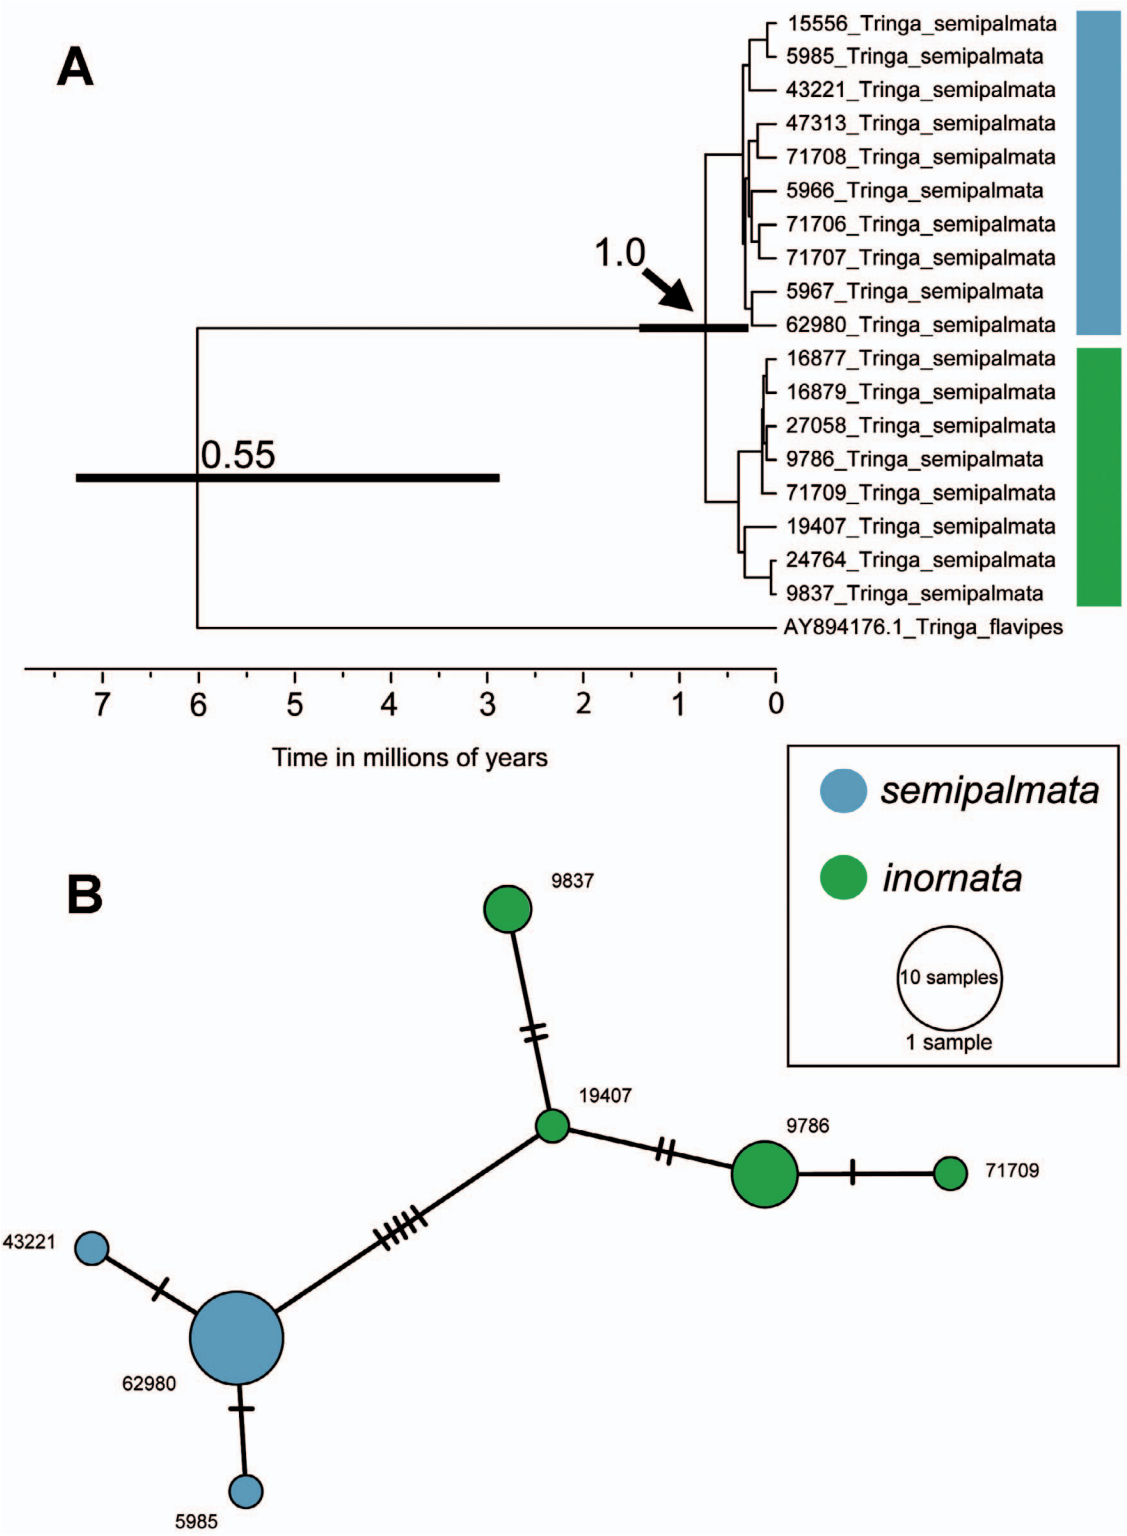 A
15556_Tringa_semipalmata
5985_Tringa_semipalmata
43221_Tringa_semipalmata
47313_Tringa_semipalmata
71708_Tringa_semipalmata
5966_Tringa_semipalmata
71706_Tringa_semipalmata
71707_Tringa_semipalmata
1.0
5967_Tringa_semipalmata
62980_Tringa_semipalmata
16877_Tringa_semipalmata
16879_Tringa_semipalmata
27058_Tringa_semipalmata
0.55
9786_Tringa_semipalmata
71709_Tringa_semipalmata
19407_Tringa_semipalmata
24764_Tringa_semipalmata
9837_Tringa_semipalmata
AY894176.1_Tringa_flavipes
7 6 5 4 3 2 1 0
Time in millions of years
semipalmata
inornata
10 samples
1 sample
B
9837
19407
9786
71709
43221
62980
5985